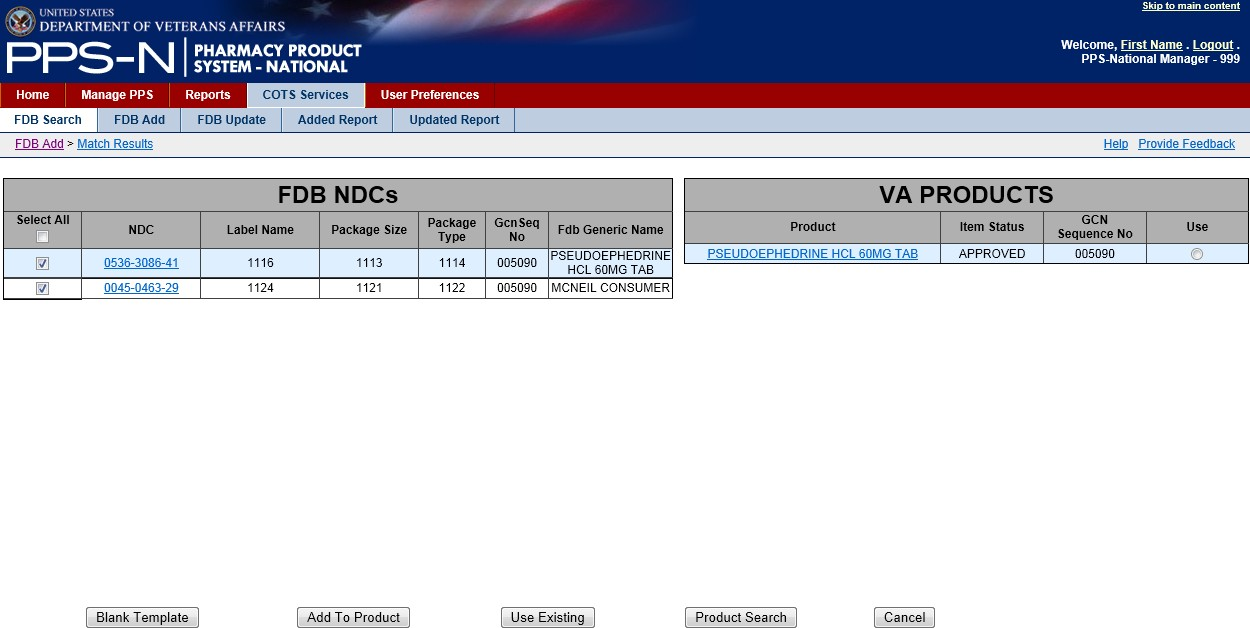 Skip to main content
UNITED STATES
DEPARTMENT OF VETERANS AFFAIRS
PPS-N PHARMACY PRODUCT
SYSTEM - NATIONAL
Welcome, First Name . Logout .
PPS-National Manager - 999
Home Manage PPS Reports COTS Services User Preferences
FDB Search FDB Add FDB Update Added Report Updated Report
FDB Add > Match Results Help Provide Feedback
FDB NDCs
Select All NDC Label Name Package Size Package Type GcnSeq No Fdb Generic Name
0536-3086-41 1116 1113 1114 005090 PSEUDOEPHEDRINE HCL 60MG TAB
0045-0463-29 1124 1121 1122 005090 MCNEIL CONSUMER
VA PRODUCTS
Product Item Status GCN Sequence No Use
PSEUDOEPHEDRINE HCL 60MG TAB APPROVED 005090
Blank Template Add To Product Use Existing Product Search Cancel